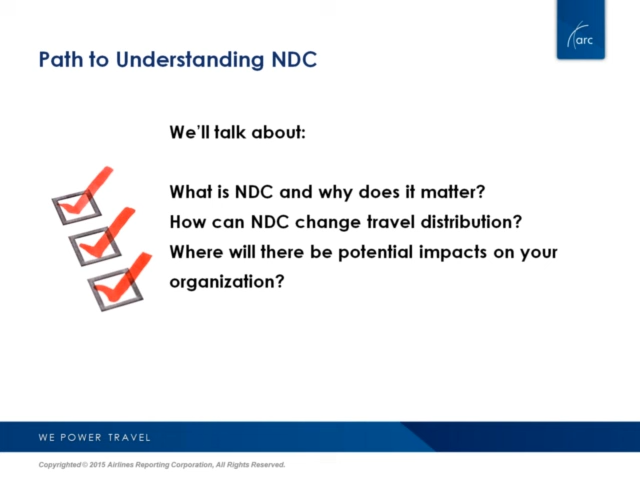 arc
Path to Understanding NDC
We'll talk about:
What is NDC and why does it matter?
How can NDC change travel distribution?
Where will there be potential impacts on your
organization?
WE POWER TRAVEL
Copyrighted © 2015 Airlines Reporting Corporation, All Rights Reserved.